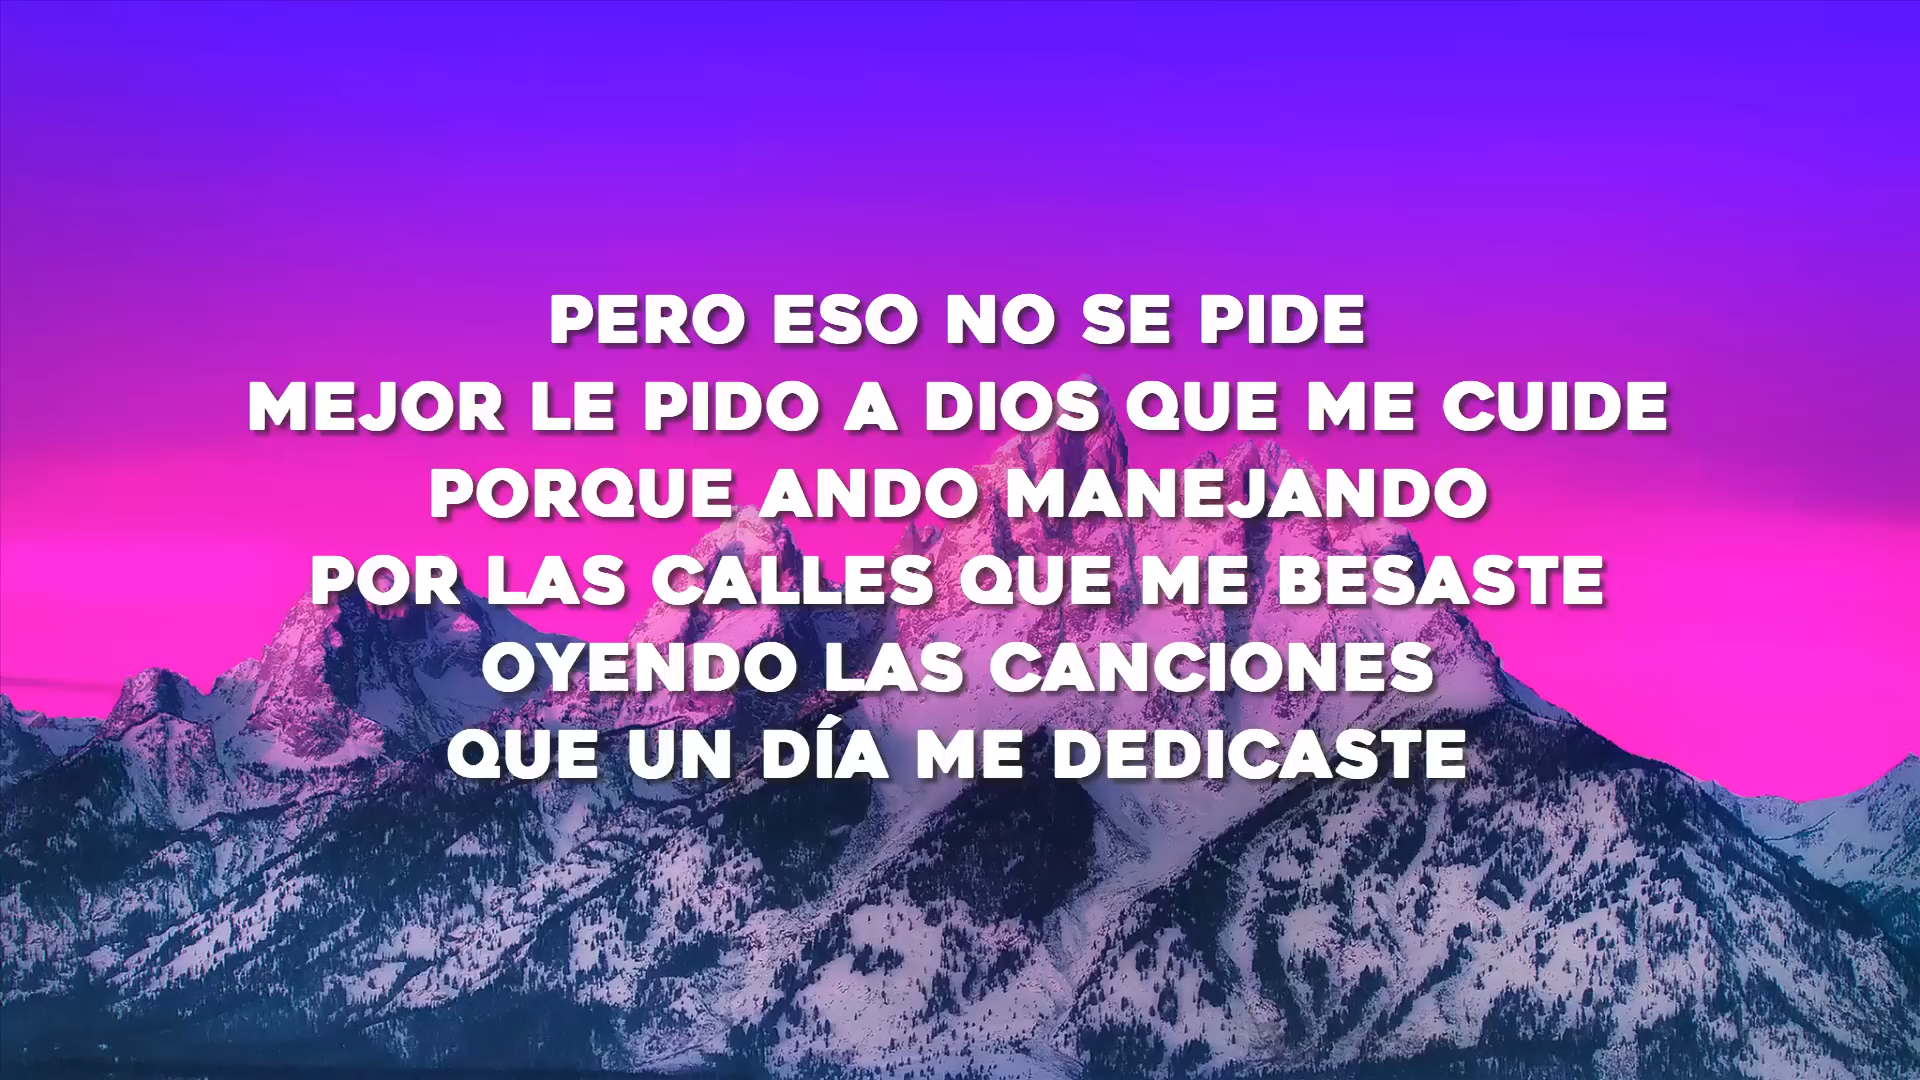 PERO ESO NO SE PIDE
MEJOR LE PIDO A DIOS QUE ME CUIDE
PORQUE ANDO MANEJANDO
POR LAS CALLES QUE ME BESASTE
OYENDO LAS CANCIONES
QUE UN DÍA ME DEDICASTE